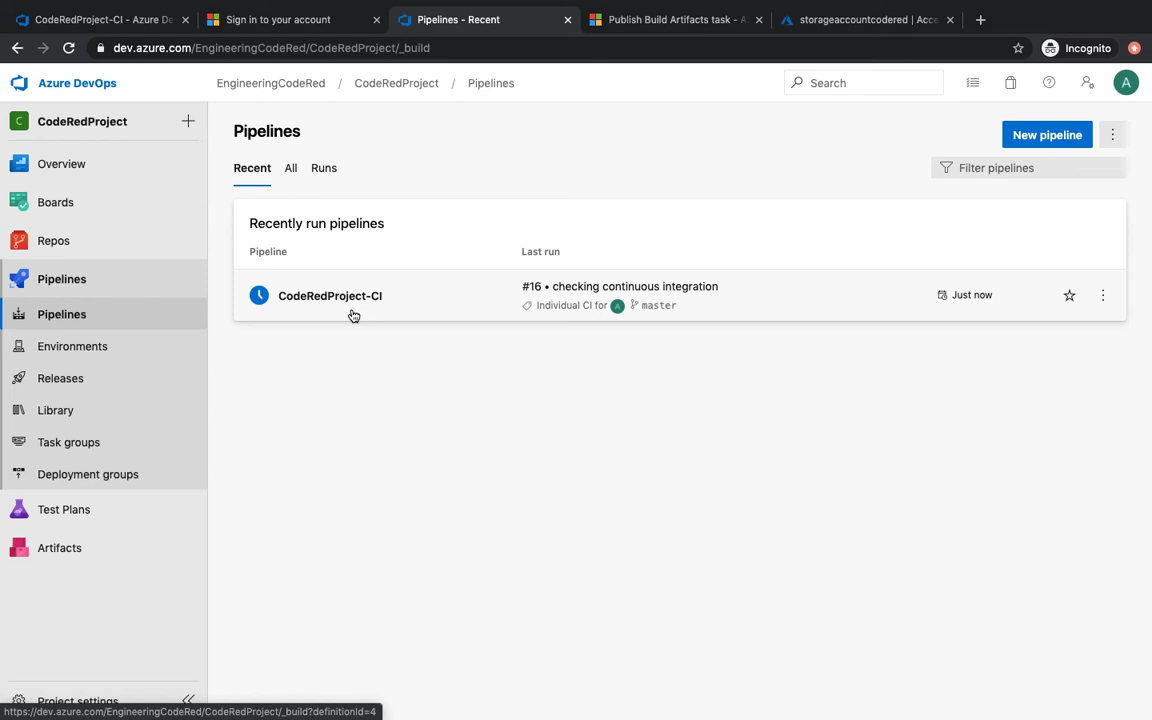 CodeRedProject-CI - Azure De
Sign in to your account
Pipelines - Recent
Publish Build Artifacts task - A
storageaccountcodered | Acce
dev.azure.com/EngineeringCodeRed/CodeRedProject/_build
Incognito
Azure DevOps
EngineeringCodeRed / CodeRedProject / Pipelines
Search
A
C
CodeRedProject
Overview
Boards
Repos
Pipelines
Pipelines
Environments
Releases
Library
Task groups
Deployment groups
Test Plans
Artifacts
Project settings
Pipelines
New pipeline
Recent All Runs
Filter pipelines
Recently run pipelines
Pipeline Last run
CodeRedProject-CI
#16 • checking continuous integration
Individual CI for A master
Just now
https://dev.azure.com/EngineeringCodeRed/CodeRedProject/_build?definitionId=4